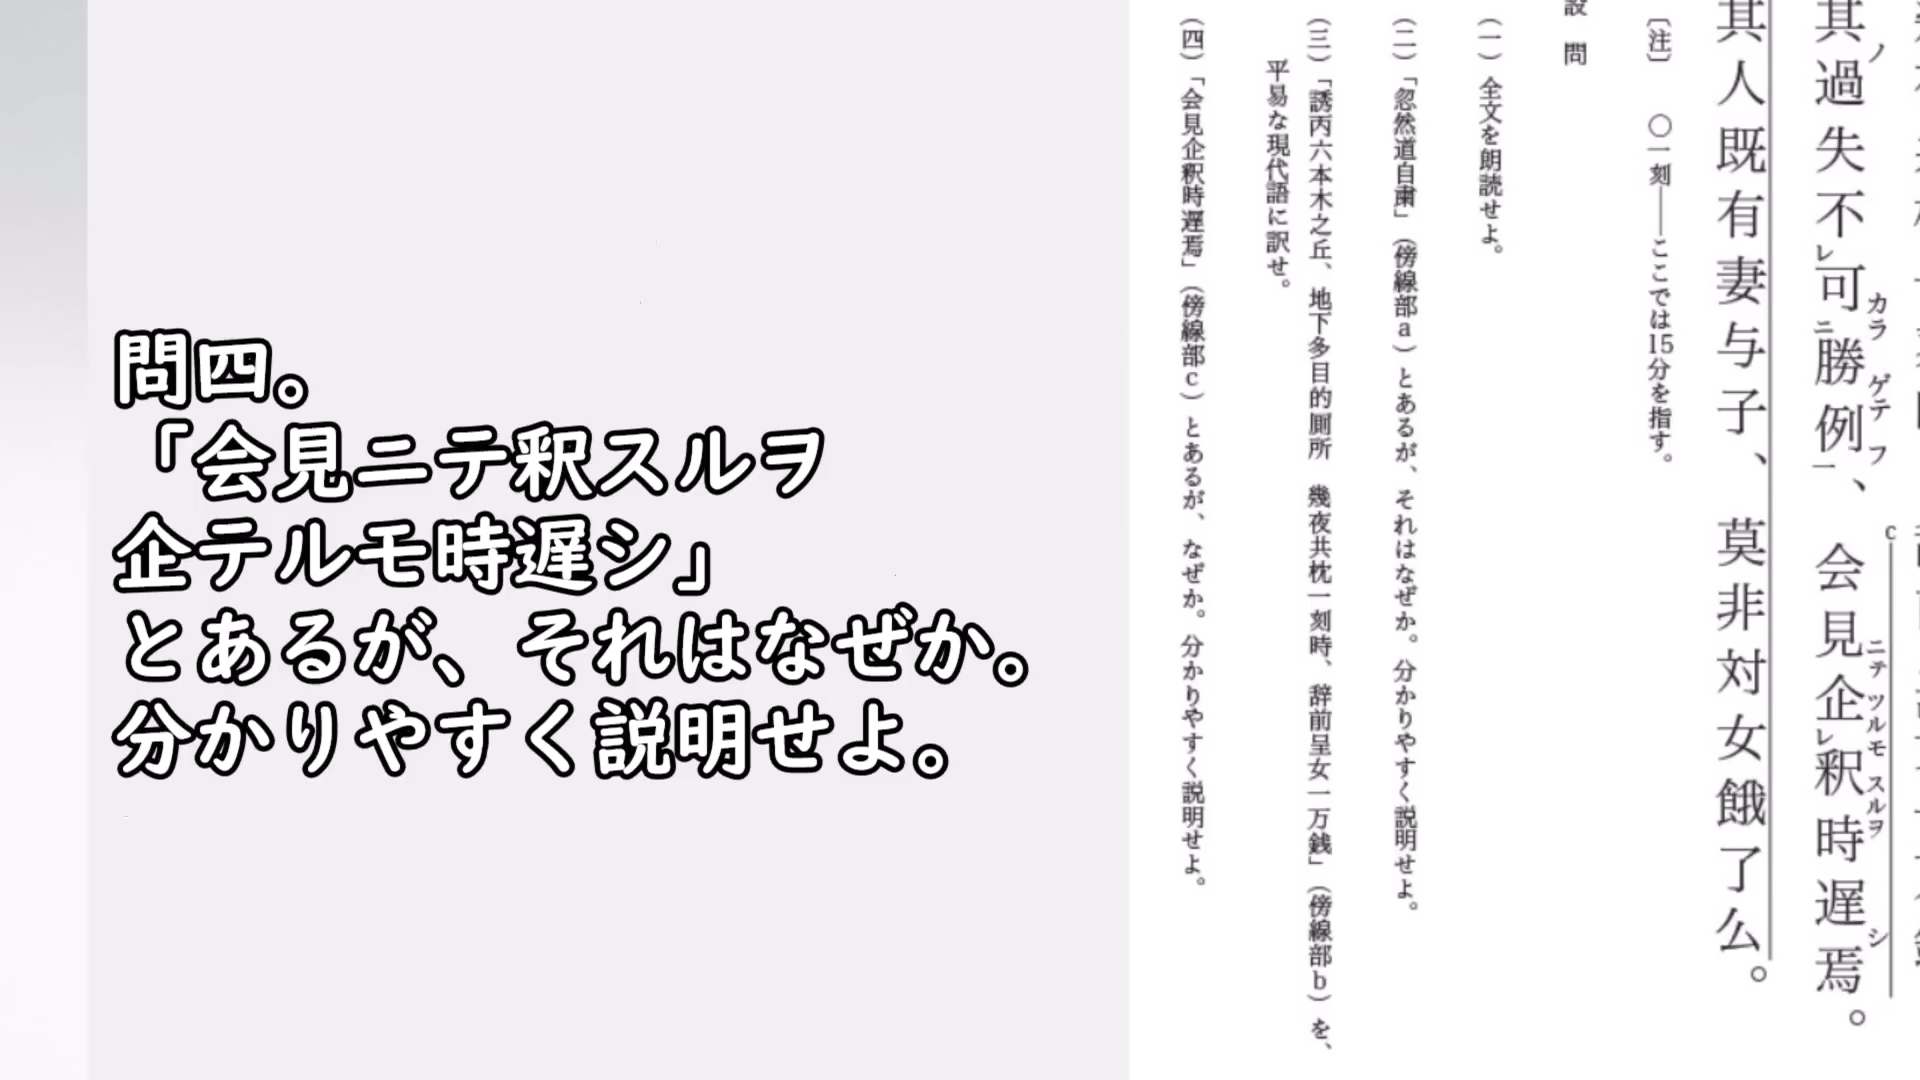 問四。
「会見ニテ釈スルヲ
企テルモ時遅シ」
とあるが、それはなぜか。
分かりやすく説明せよ。
其過失不レ可二勝例一、会見企レ釈時遅焉。
ノ カラ ゲテ フ ニテ ツルモ スルヲ シ
c
其人既有妻与子、莫非対女餓了么。
〔注〕 〇一刻——ここでは15分を指す。
設問
(一) 全文を朗読せよ。
(二)「忽然道自粛」(傍線部a)とあるが、それはなぜか。分かりやすく説明せよ。
(三)「誘丙六本木之丘、地下多目的厠所 幾夜共枕一刻時、辞前呈女一万銭」(傍線部b)を、
平易な現代語に訳せ。
(四)「会見企釈時遅焉」(傍線部c)とあるが、なぜか。分かりやすく説明せよ。